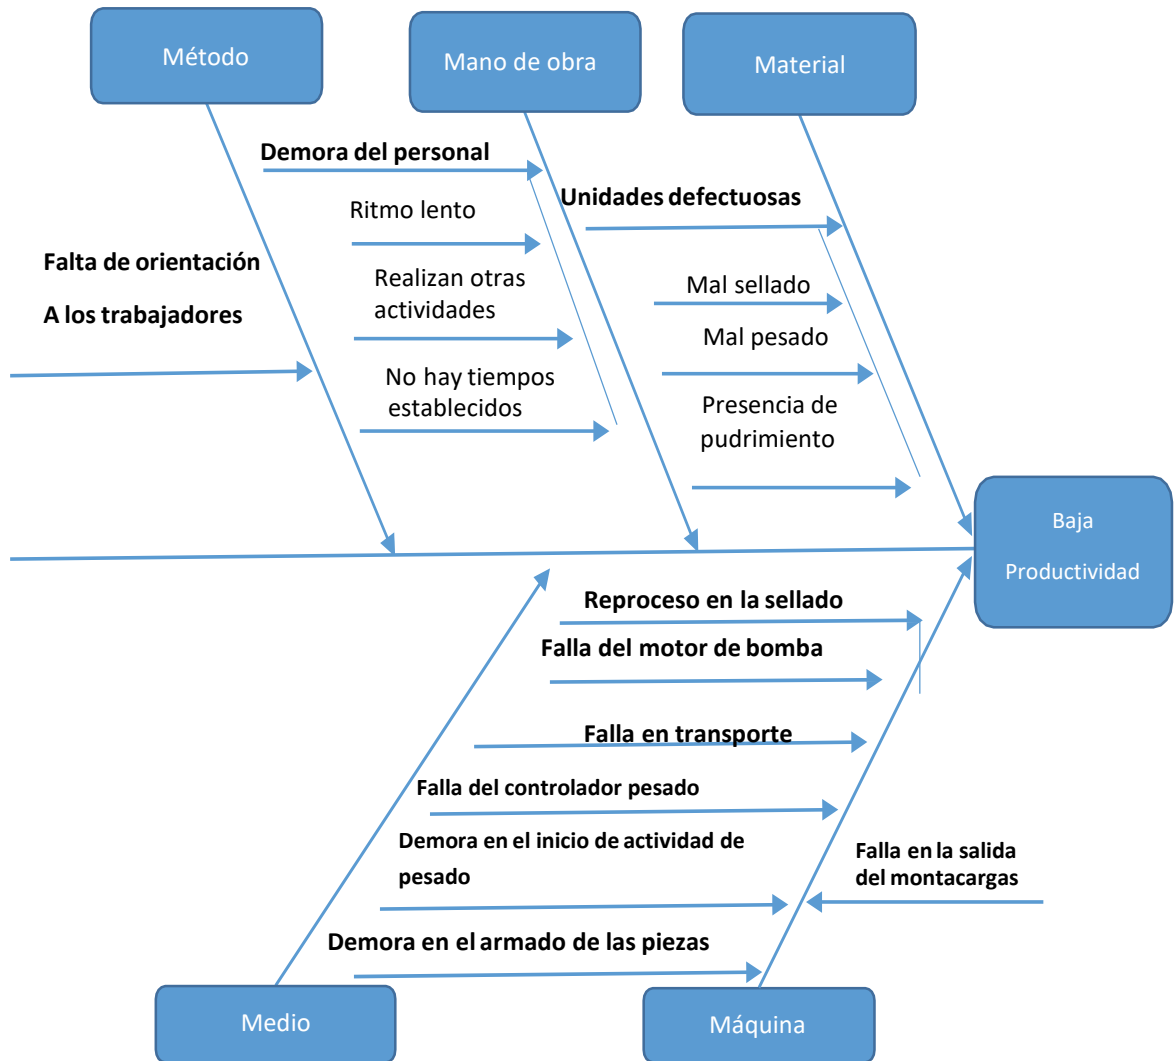 Método
Mano de obra
Material
Demora del personal
Ritmo lento
Realizan otras
actividades
No hay tiempos
establecidos
Unidades defectuosas
Mal sellado
Mal pesado
Presencia de
pudrimiento
Falta de orientación
A los trabajadores
Baja
Productividad
Reproceso en la sellado
Falla del motor de bomba
Falla en transporte
Falla del controlador pesado
Demora en el inicio de actividad de
pesado
Falla en la salida
del montacargas
Demora en el armado de las piezas
Medio
Máquina